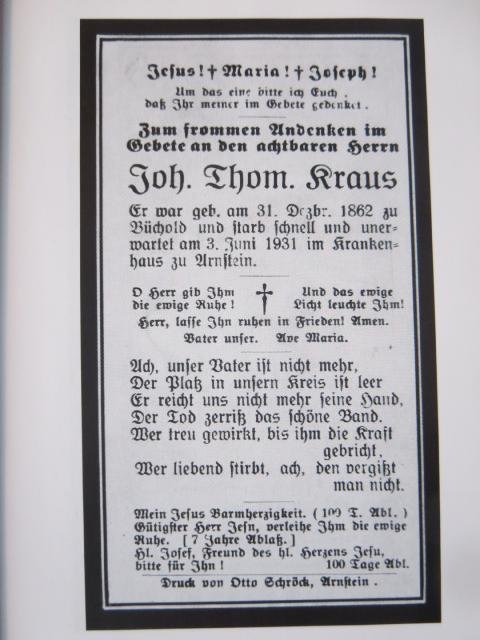 Jesus! † Maria! † Joseph!
Um das eine bitte ich Euch,
daß Ihr meiner im Gebete gedenket.
Zum frommen Andenken im
Gebete an den achtbaren Herrn
Joh. Thom. Kraus
Er war geb. am 31. Dezbr. 1862 zu
Büchold und starb schnell und uner-
wartet am 3. Juni 1931 im Kranken-
haus zu Arnstein.
O Herr gib Ihm
die ewige Ruhe!
†
Und das ewige
Licht leuchte Ihm!
Herr, lasse Ihn ruhen in Frieden! Amen.
Vater unser. Ave Maria.
Ach, unser Vater ist nicht mehr,
Der Platz in unsern Kreis ist leer
Er reicht uns nicht mehr seine Hand,
Der Tod zerriß das schöne Band.
Wer treu gewirkt, bis ihm die Kraft
gebricht,
Wer liebend stirbt, ach, den vergißt
man nicht.
Mein Jesus Barmherzigkeit. (100 T. Abl.)
Gütigster Herr Jesu, verleihe Ihm die ewige
Ruhe. [7 Jahre Ablaß.]
Hl. Josef, Freund des hl. Herzens Jesu,
bitte für Ihn! 100 Tage Abl.
Druck von Otto Schröck, Arnstein.